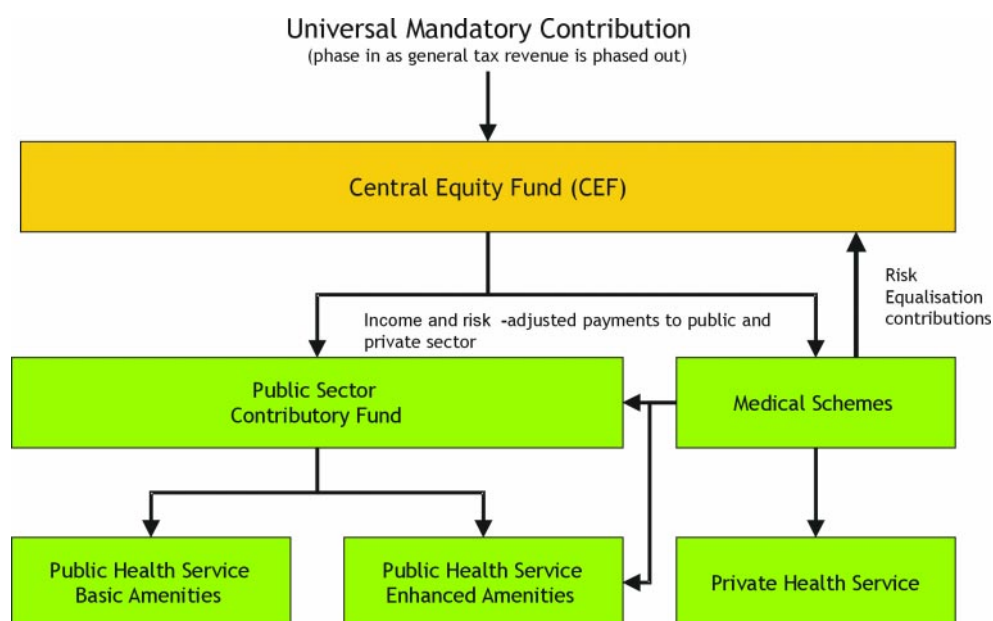 Universal Mandatory Contribution
(phase in as general tax revenue is phased out)
Central Equity Fund (CEF)
Risk
Equalisation
contributions
Income and risk -adjusted payments to public and
private sector
Public Sector
Contributory Fund
Medical Schemes
Public Health Service
Basic Amenities
Public Health Service
Enhanced Amenities
Private Health Service